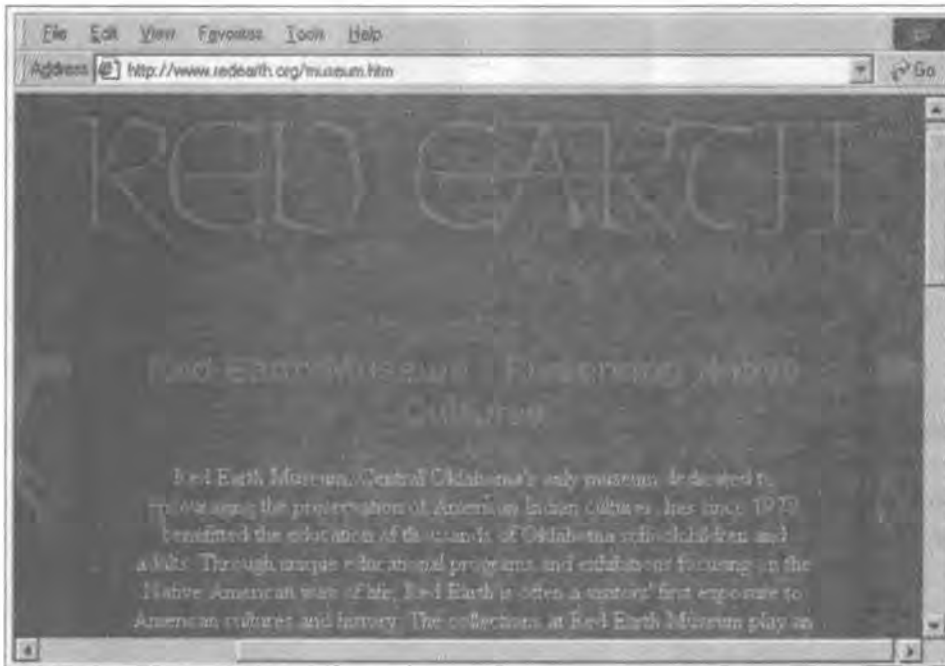 File Edit View Favorites Tools Help
Address http://www.redearth.org/museum.htm Go
RED EARTH
Red Earth Museum Preserving Native
Cultures
Red Earth Museum, Central Oklahoma's only museum dedicated to
encouraging the preservation of American Indian cultures, has since 1979
benefitted the education of thousands of Oklahoma schoolchildren and
adults. Through unique educational programs and exhibitions focusing on the
Native American way of life, Red Earth is often a visitors' first exposure to
American cultures and history. The collections at Red Earth Museum play an